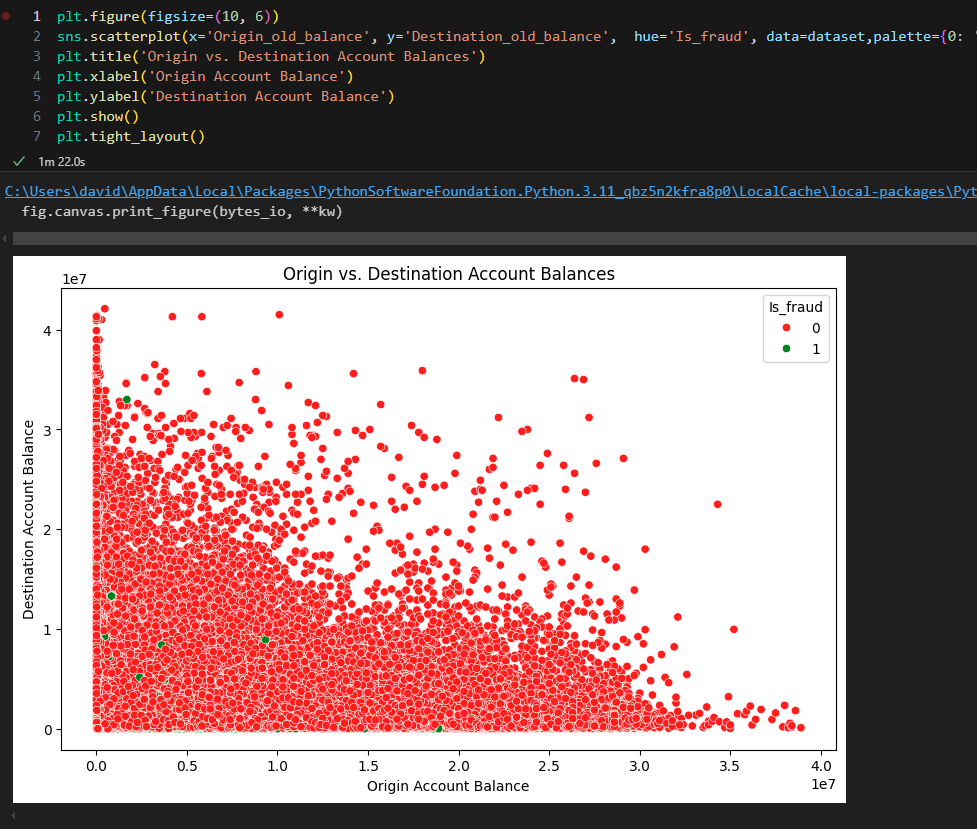 1 plt.figure(figsize=(10, 6))
2 sns.scatterplot(x='Origin_old_balance', y='Destination_old_balance',  hue='Is_fraud', data=dataset,palette={0: '
3 plt.title('Origin vs. Destination Account Balances')
4 plt.xlabel('Origin Account Balance')
5 plt.ylabel('Destination Account Balance')
6 plt.show()
7 plt.tight_layout()
1m 22.0s
C:\Users\david\AppData\Local\Packages\PythonSoftwareFoundation.Python.3.11_qbz5n2kfra8p0\LocalCache\local-packages\Pyt
fig.canvas.print_figure(bytes_io, **kw)
Origin vs. Destination Account Balances
1e7
Is_fraud
0
1
4
3
2
1
0
Destination Account Balance
0.0 0.5 1.0 1.5 2.0 2.5 3.0 3.5 4.0
1e7
Origin Account Balance